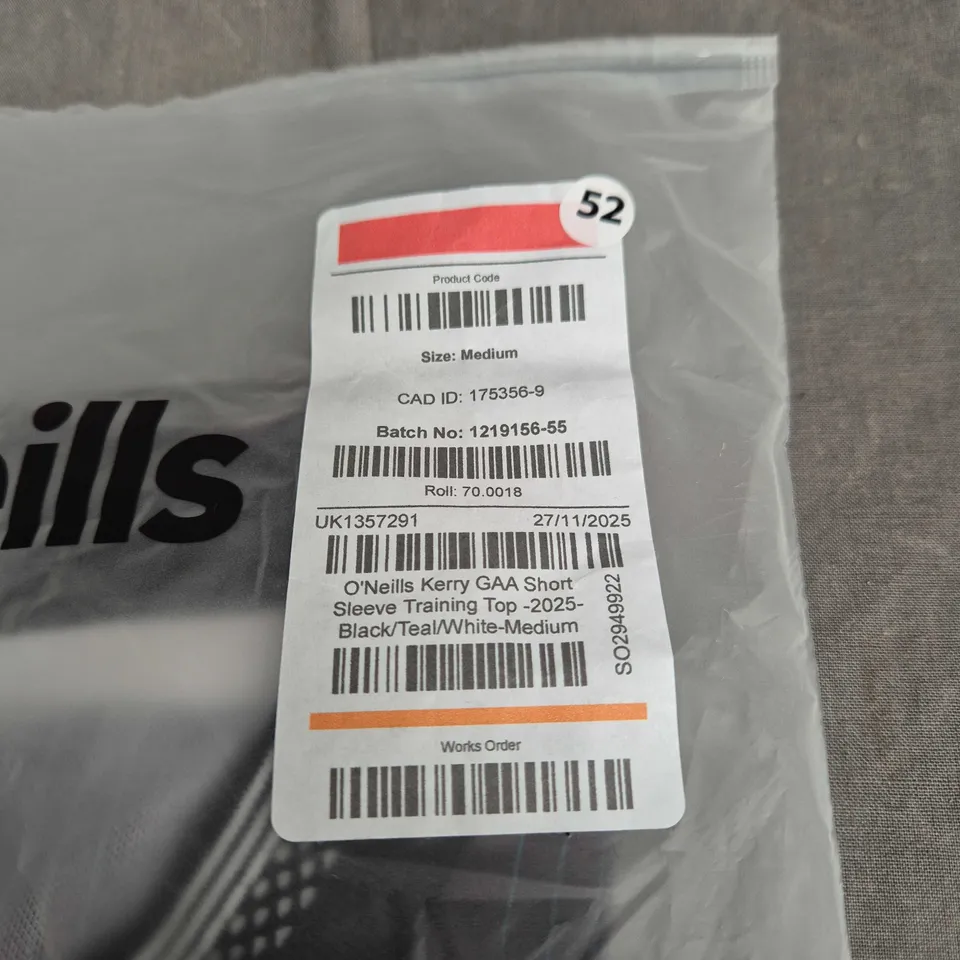 52
Product Code
Size: Medium
CAD ID: 175356-9
Batch No: 1219156-55
Roll: 70.0018
UK1357291 27/11/2025
O'Neills Kerry GAA Short
Sleeve Training Top -2025-
Black/Teal/White-Medium
SO2949922
Works Order
eills